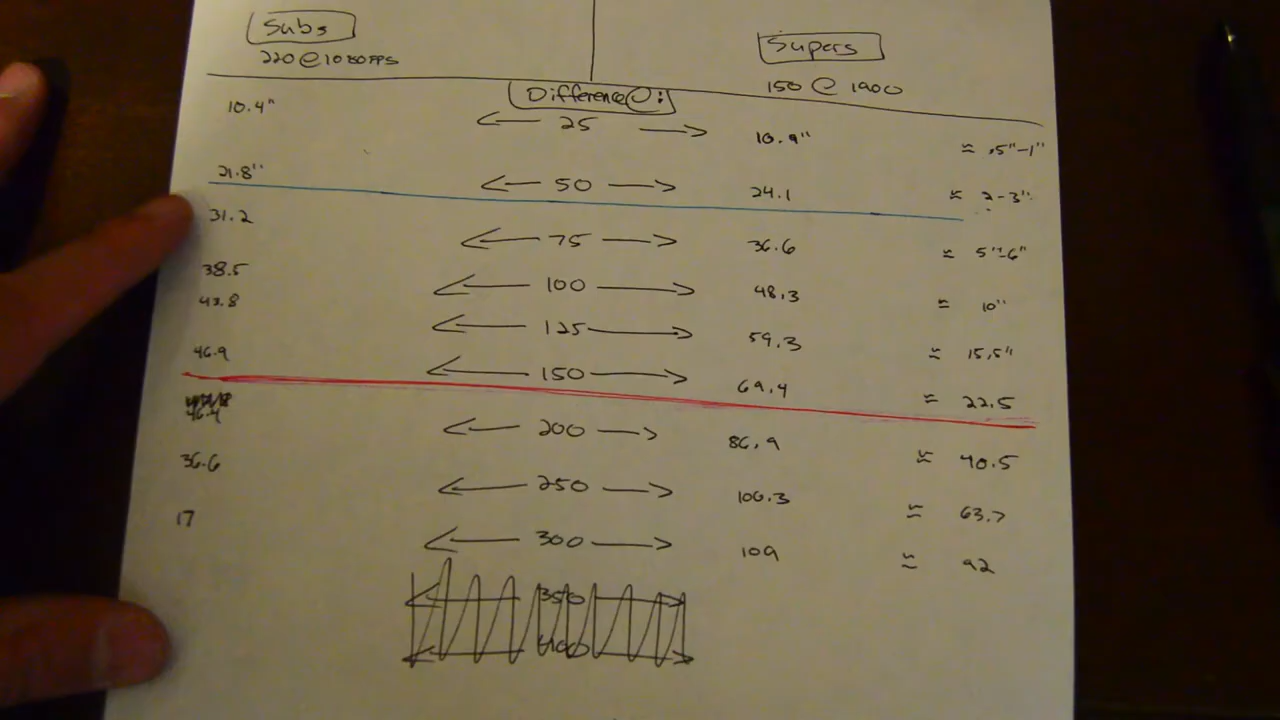 Subs
Supers
220 @ 1080 FPS
150 @ 1900
Difference @:
10.4" 25 10.9" ≈ .5"-1"
21.8" 50 24.1 ≈ 2-3"
31.2 75 36.6 ≈ 5"-6"
38.5 100 48.3 ≈ 10"
43.8 125 59.3 ≈ 15.5"
46.9 150 69.4 ≈ 22.5
46.4 200 86.9 ≈ 40.5
36.6 250 100.3 ≈ 63.7
17 300 109 ≈ 92
350
400